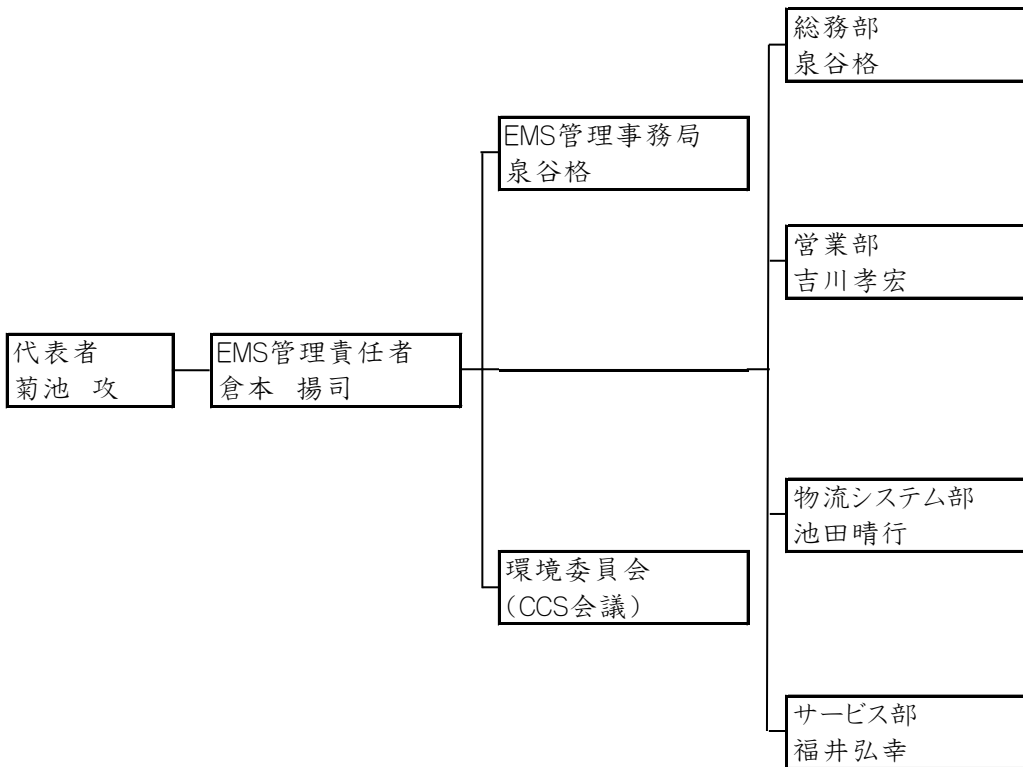 総務部
泉谷格
EMS管理事務局
泉谷格
営業部
吉川孝宏
代表者
菊池 攻
EMS管理責任者
倉本 揚司
物流システム部
池田晴行
環境委員会
(CCS会議)
サービス部
福井弘幸